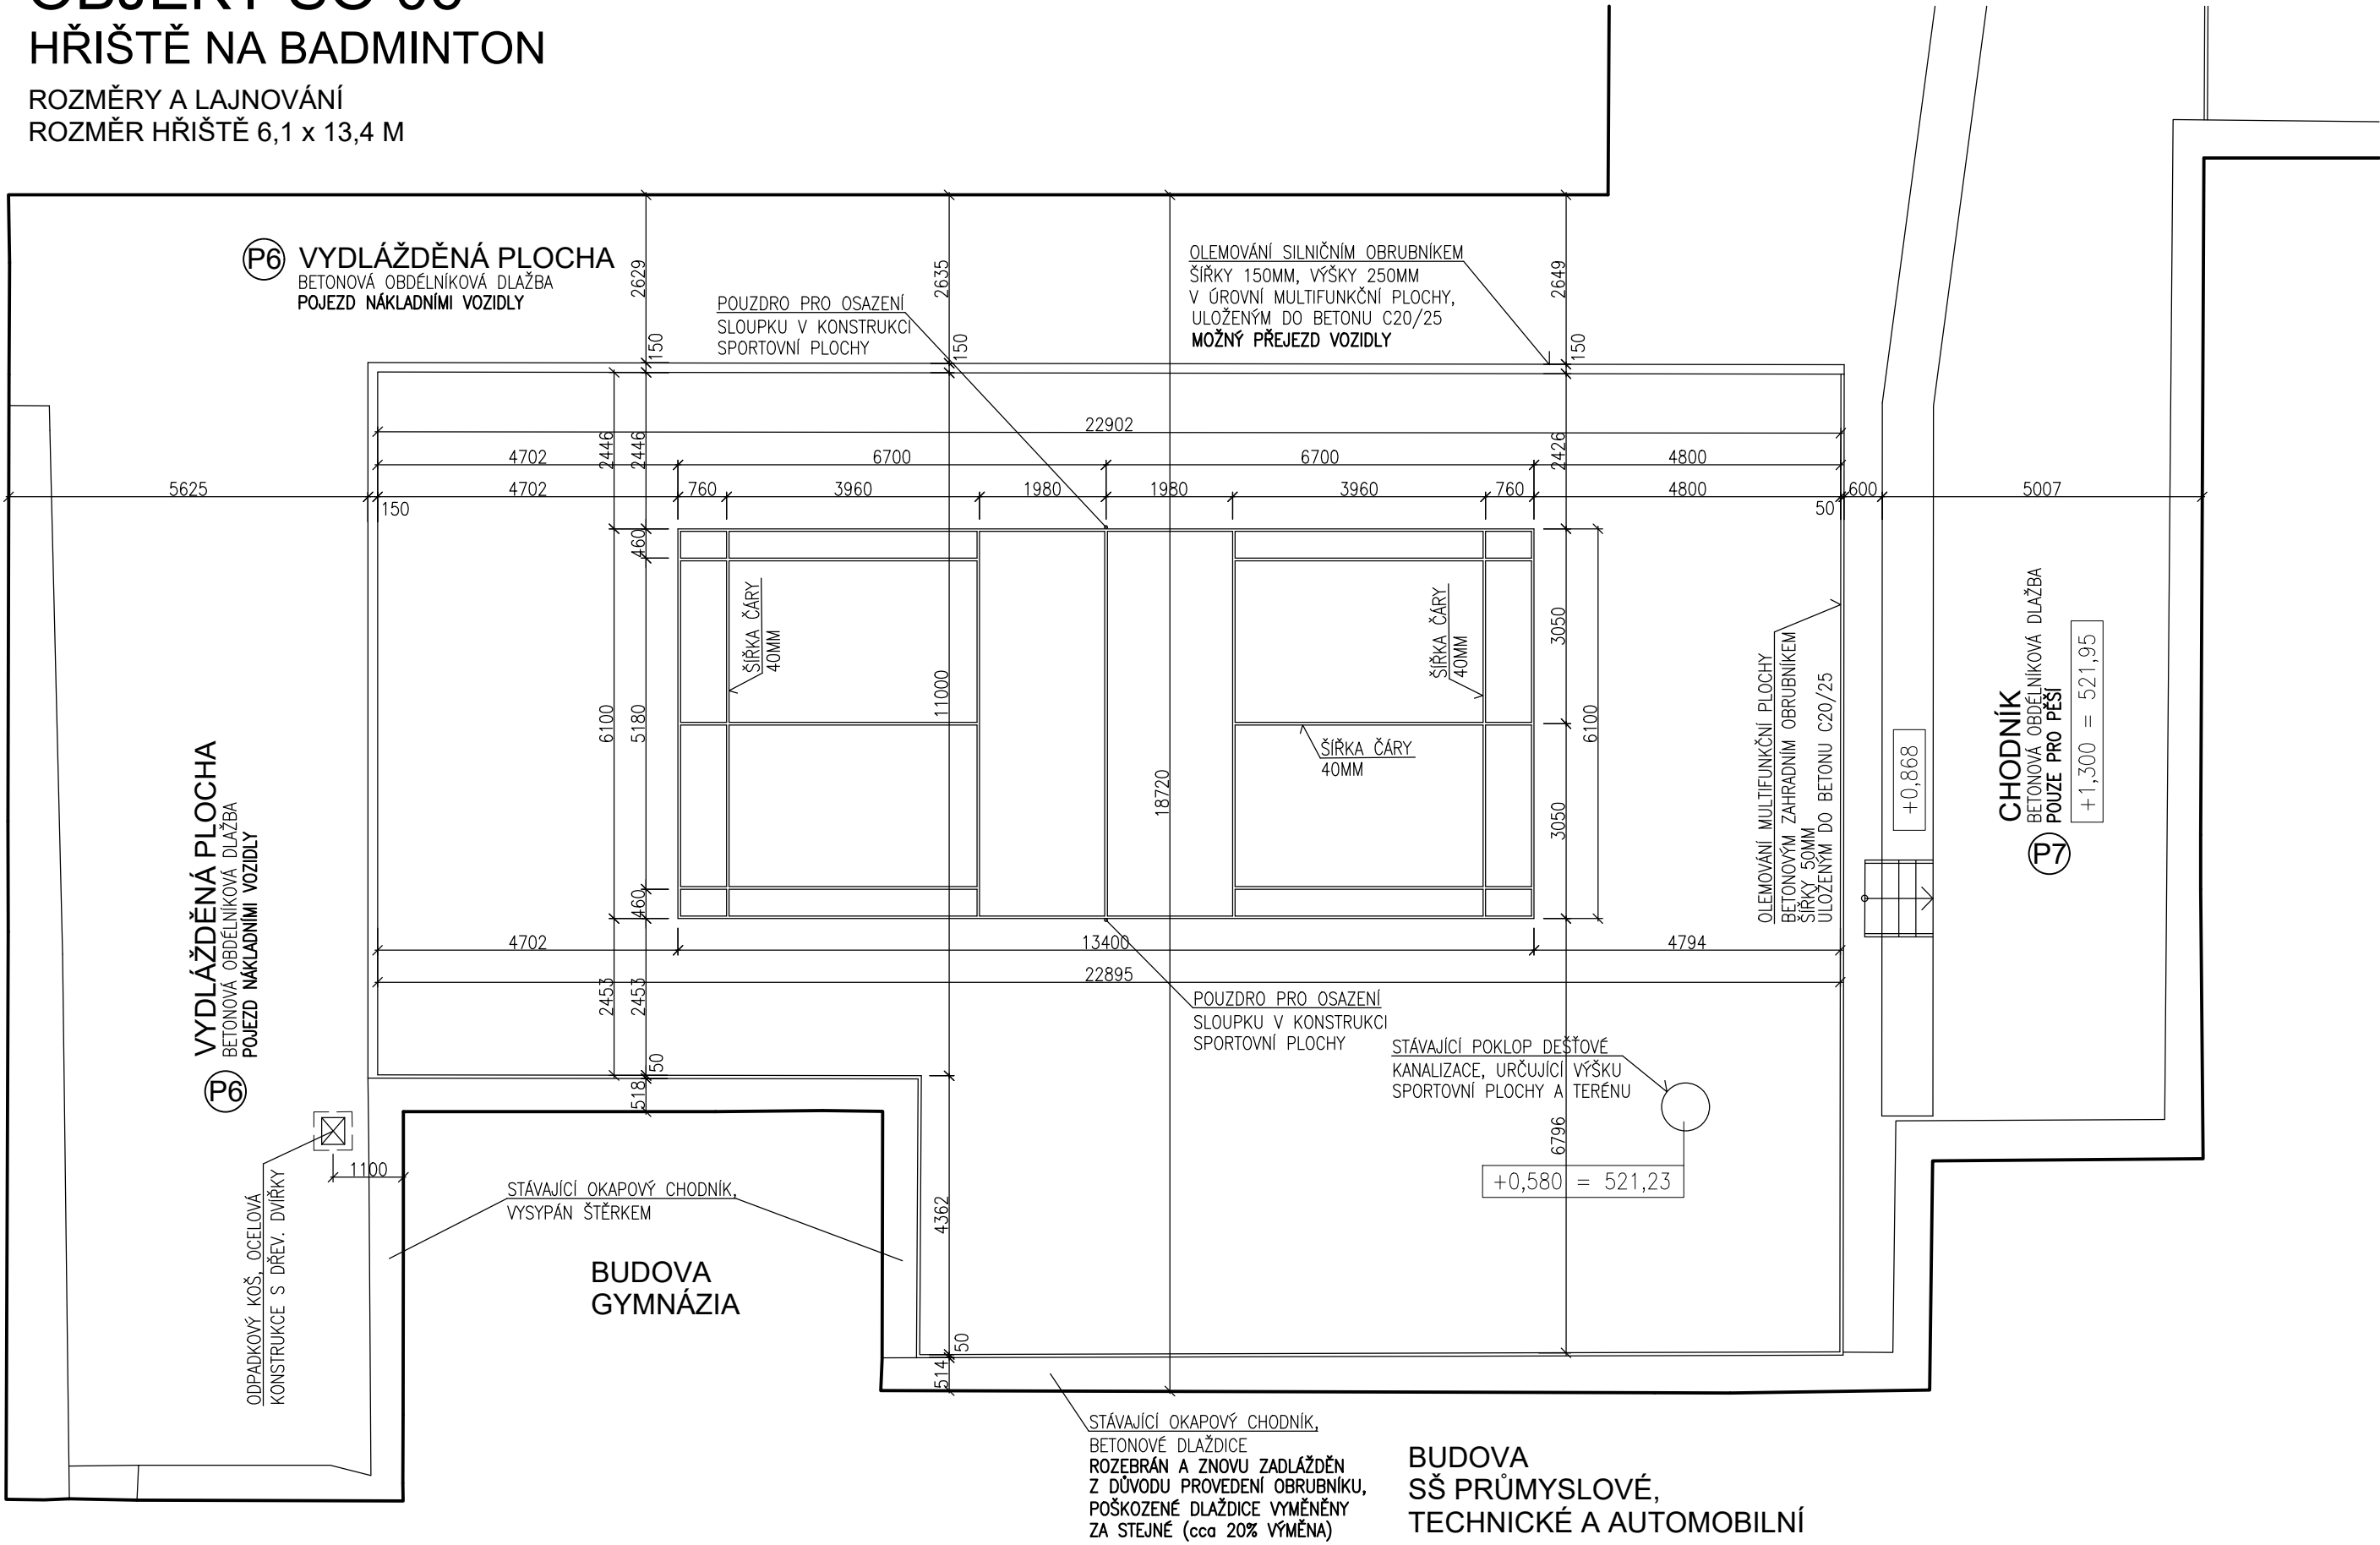 HŘIŠTĚ NA BADMINTON
ROZMĚRY A LAJNOVÁNÍ
ROZMĚR HŘIŠTĚ 6,1 x 13,4 M
P6 VYDLÁŽDĚNÁ PLOCHA
BETONOVÁ OBDÉLNÍKOVÁ DLAŽBA
POJEZD NÁKLADNÍMI VOZIDLY
2629
150
2635
150
2649
150
POUZDRO PRO OSAZENÍ
SLOUPKU V KONSTRUKCI
SPORTOVNÍ PLOCHY
OLEMOVÁNÍ SILNIČNÍM OBRUBNÍKEM
ŠÍŘKY 150MM, VÝŠKY 250MM
V ÚROVNÍ MULTIFUNKČNÍ PLOCHY,
ULOŽENÝM DO BETONU C20/25
MOŽNÝ PŘEJEZD VOZIDLY
22902
2446
2446
2426
4702 6700 6700 4800
5625 4702 760 3960 1980 1980 3960 760 4800 600 5007
150
50
460
ŠÍŘKA ČÁRY
40MM
ŠÍŘKA ČÁRY
40MM
ŠÍŘKA ČÁRY
40MM
6100
5180
11000
18720
3050
3050
6100
460
OLEMOVÁNÍ MULTIFUNKČNÍ PLOCHY
BETONOVÝM ZAHRADNÍM OBRUBNÍKEM
ŠÍŘKY 50MM
ULOŽENÝM DO BETONU C20/25
+0,868
CHODNÍK
BETONOVÁ OBDÉLNÍKOVÁ DLAŽBA
POUZE PRO PĚŠÍ
+1,300 = 521,95
P7
VYDLÁŽDĚNÁ PLOCHA
BETONOVÁ OBDÉLNÍKOVÁ DLAŽBA
POJEZD NÁKLADNÍMI VOZIDLY
P6
4702 13400 4794
22895
2453
2453
50
518
POUZDRO PRO OSAZENÍ
SLOUPKU V KONSTRUKCI
SPORTOVNÍ PLOCHY
STÁVAJÍCÍ POKLOP DEŠŤOVÉ
KANALIZACE, URČUJÍCÍ VÝŠKU
SPORTOVNÍ PLOCHY A TERÉNU
6796
+0,580 = 521,23
1100
ODPADKOVÝ KOŠ, OCELOVÁ
KONSTRUKCE S DŘEV. DVÍŘKY
STÁVAJÍCÍ OKAPOVÝ CHODNÍK,
VYSYPÁN ŠTĚRKEM
4362
BUDOVA
GYMNÁZIA
50
514
STÁVAJÍCÍ OKAPOVÝ CHODNÍK,
BETONOVÉ DLAŽDICE
ROZEBRÁN A ZNOVU ZADLÁŽDĚN
Z DŮVODU PROVEDENÍ OBRUBNÍKU,
POŠKOZENÉ DLAŽDICE VYMĚNĚNY
ZA STEJNÉ (cca 20% VÝMĚNA)
BUDOVA
SŠ PRŮMYSLOVÉ,
TECHNICKÉ A AUTOMOBILNÍ